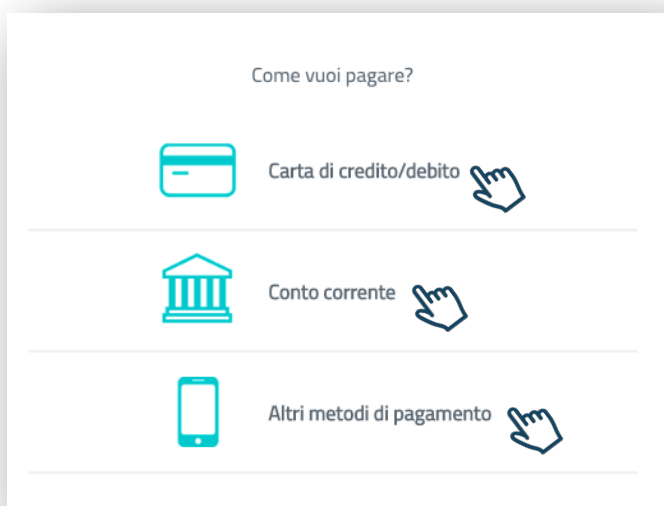 Come vuoi pagare?
Carta di credito/debito
Conto corrente
Altri metodi di pagamento